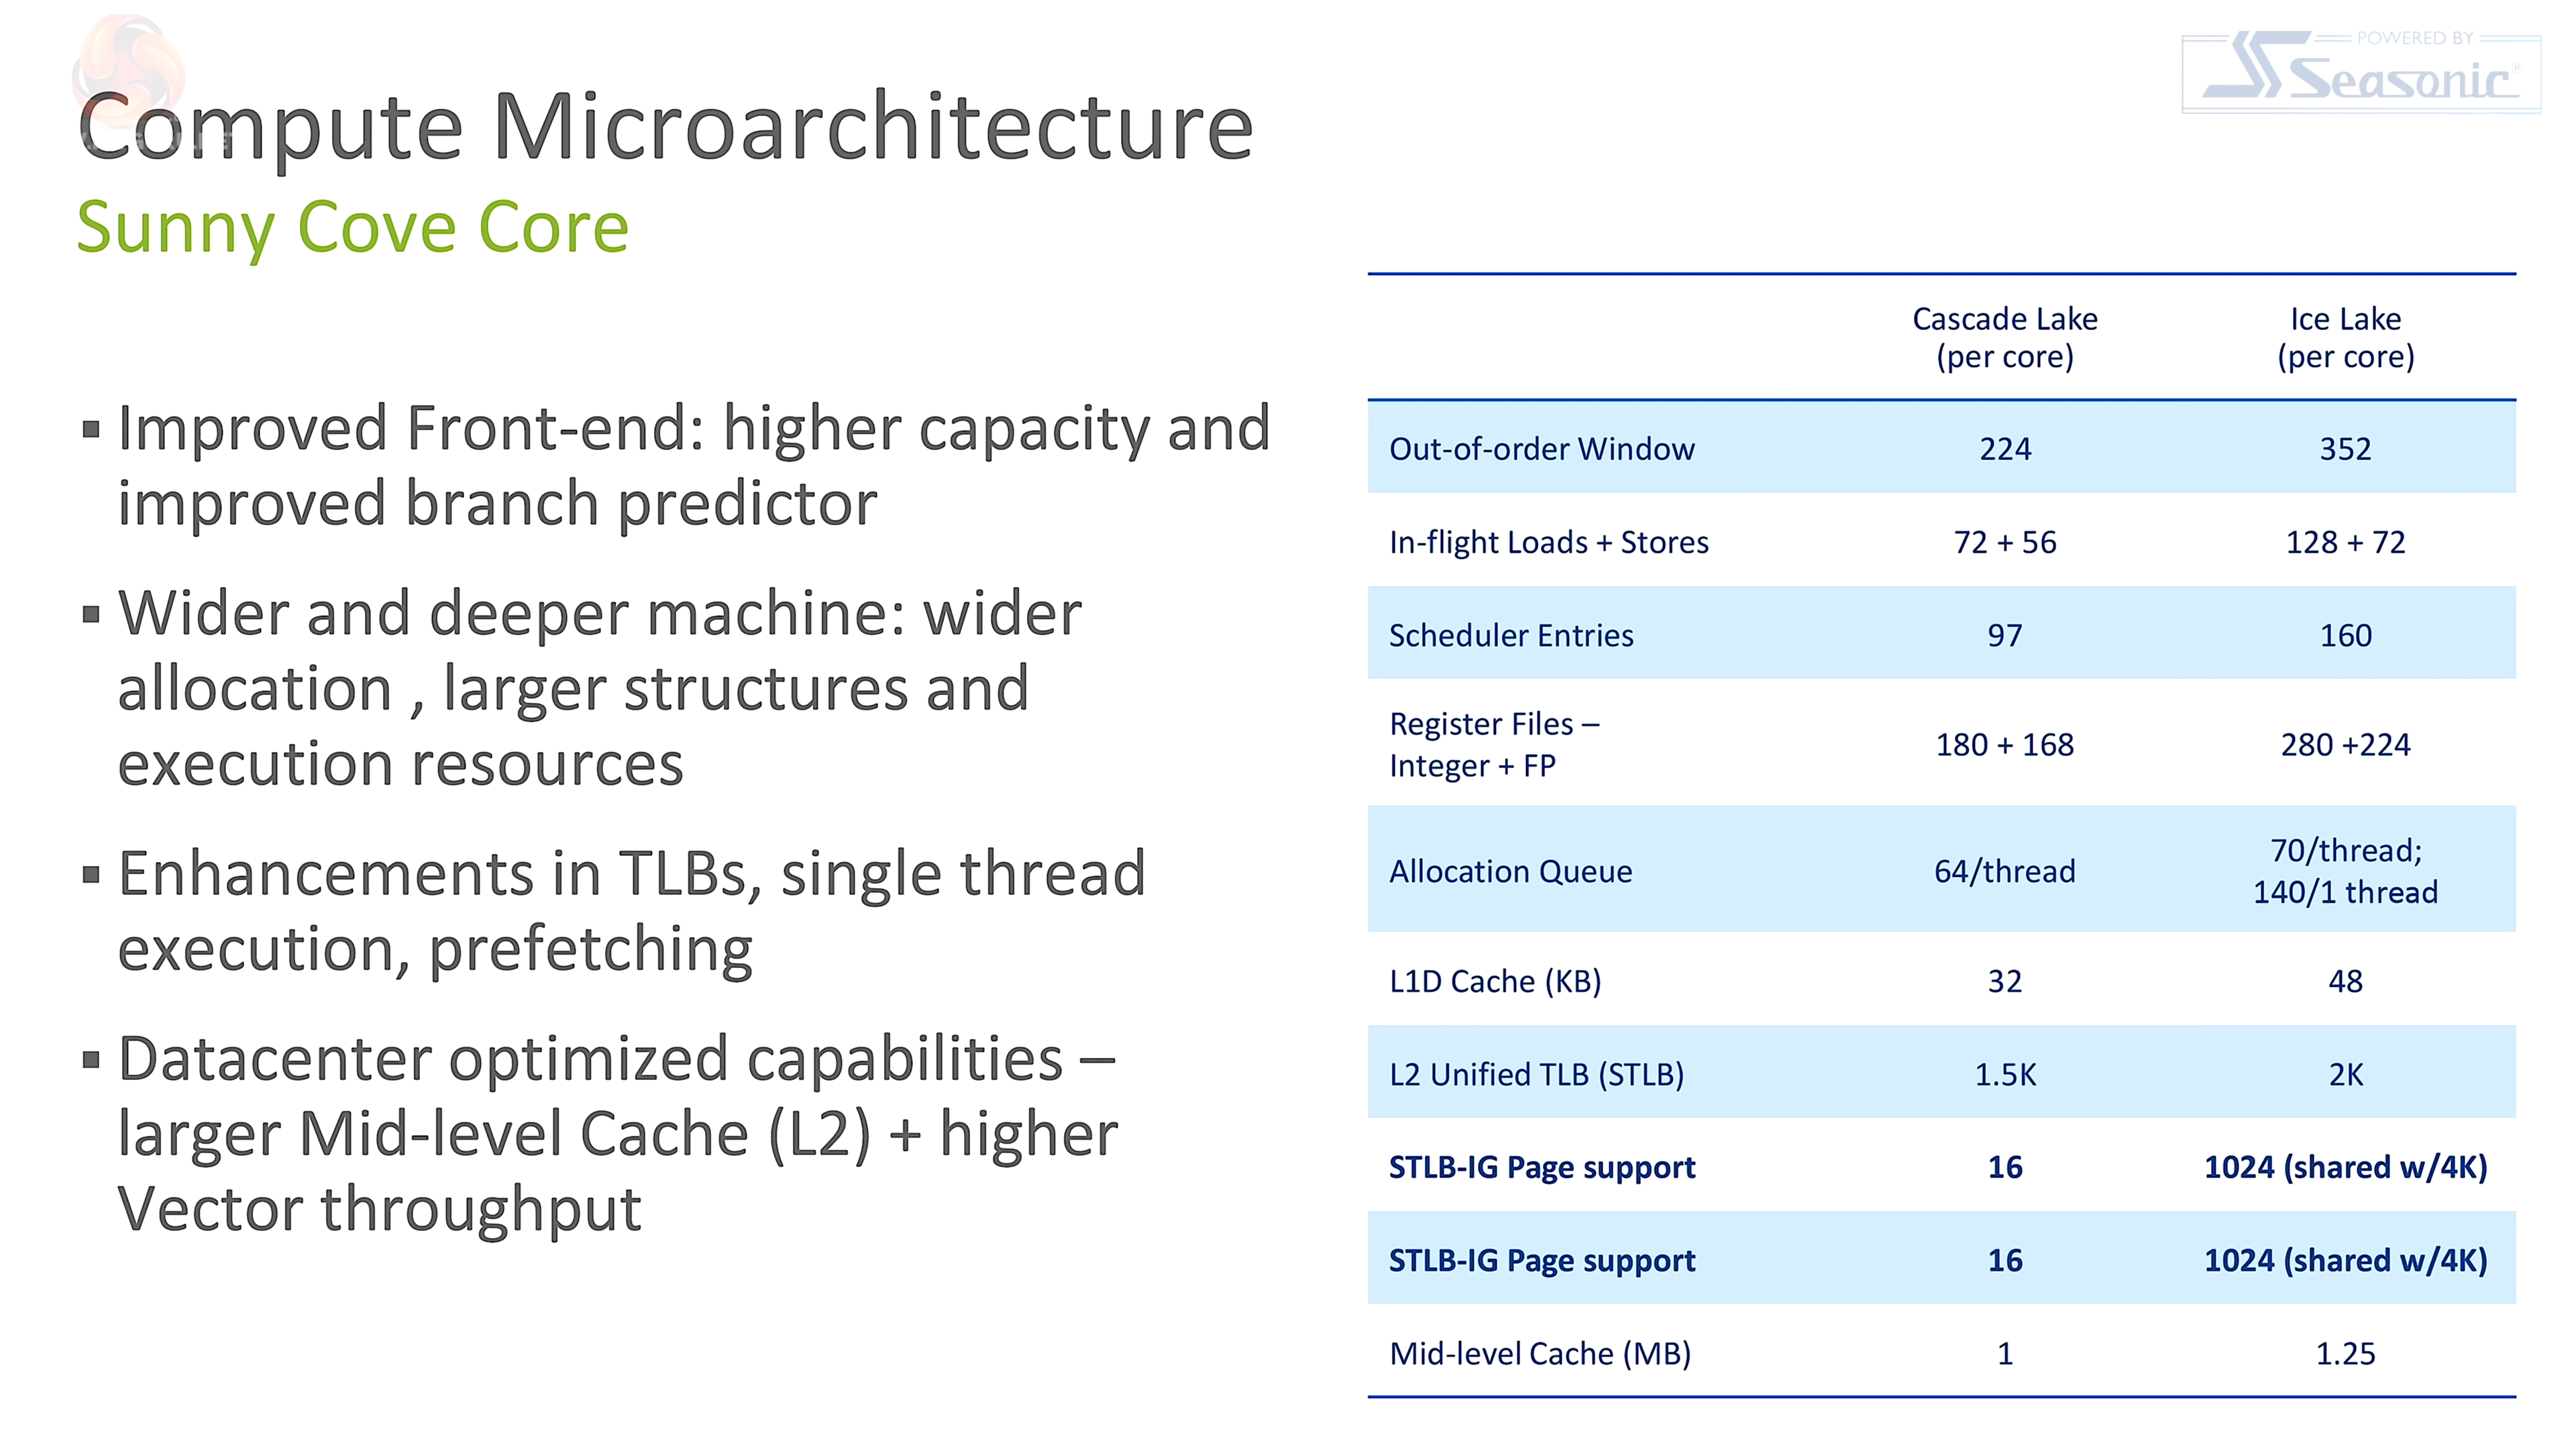 POWERED BY
Seasonic
Compute Microarchitecture
Sunny Cove Core
▪ Improved Front-end: higher capacity and
improved branch predictor
▪ Wider and deeper machine: wider
allocation , larger structures and
execution resources
▪ Enhancements in TLBs, single thread
execution, prefetching
▪ Datacenter optimized capabilities –
larger Mid-level Cache (L2) + higher
Vector throughput
Cascade Lake Ice Lake
(per core) (per core)
Out-of-order Window 224 352
In-flight Loads + Stores 72 + 56 128 + 72
Scheduler Entries 97 160
Register Files –
Integer + FP 180 + 168 280 +224
Allocation Queue 64/thread 70/thread;
140/1 thread
L1D Cache (KB) 32 48
L2 Unified TLB (STLB) 1.5K 2K
STLB-IG Page support 16 1024 (shared w/4K)
STLB-IG Page support 16 1024 (shared w/4K)
Mid-level Cache (MB) 1 1.25